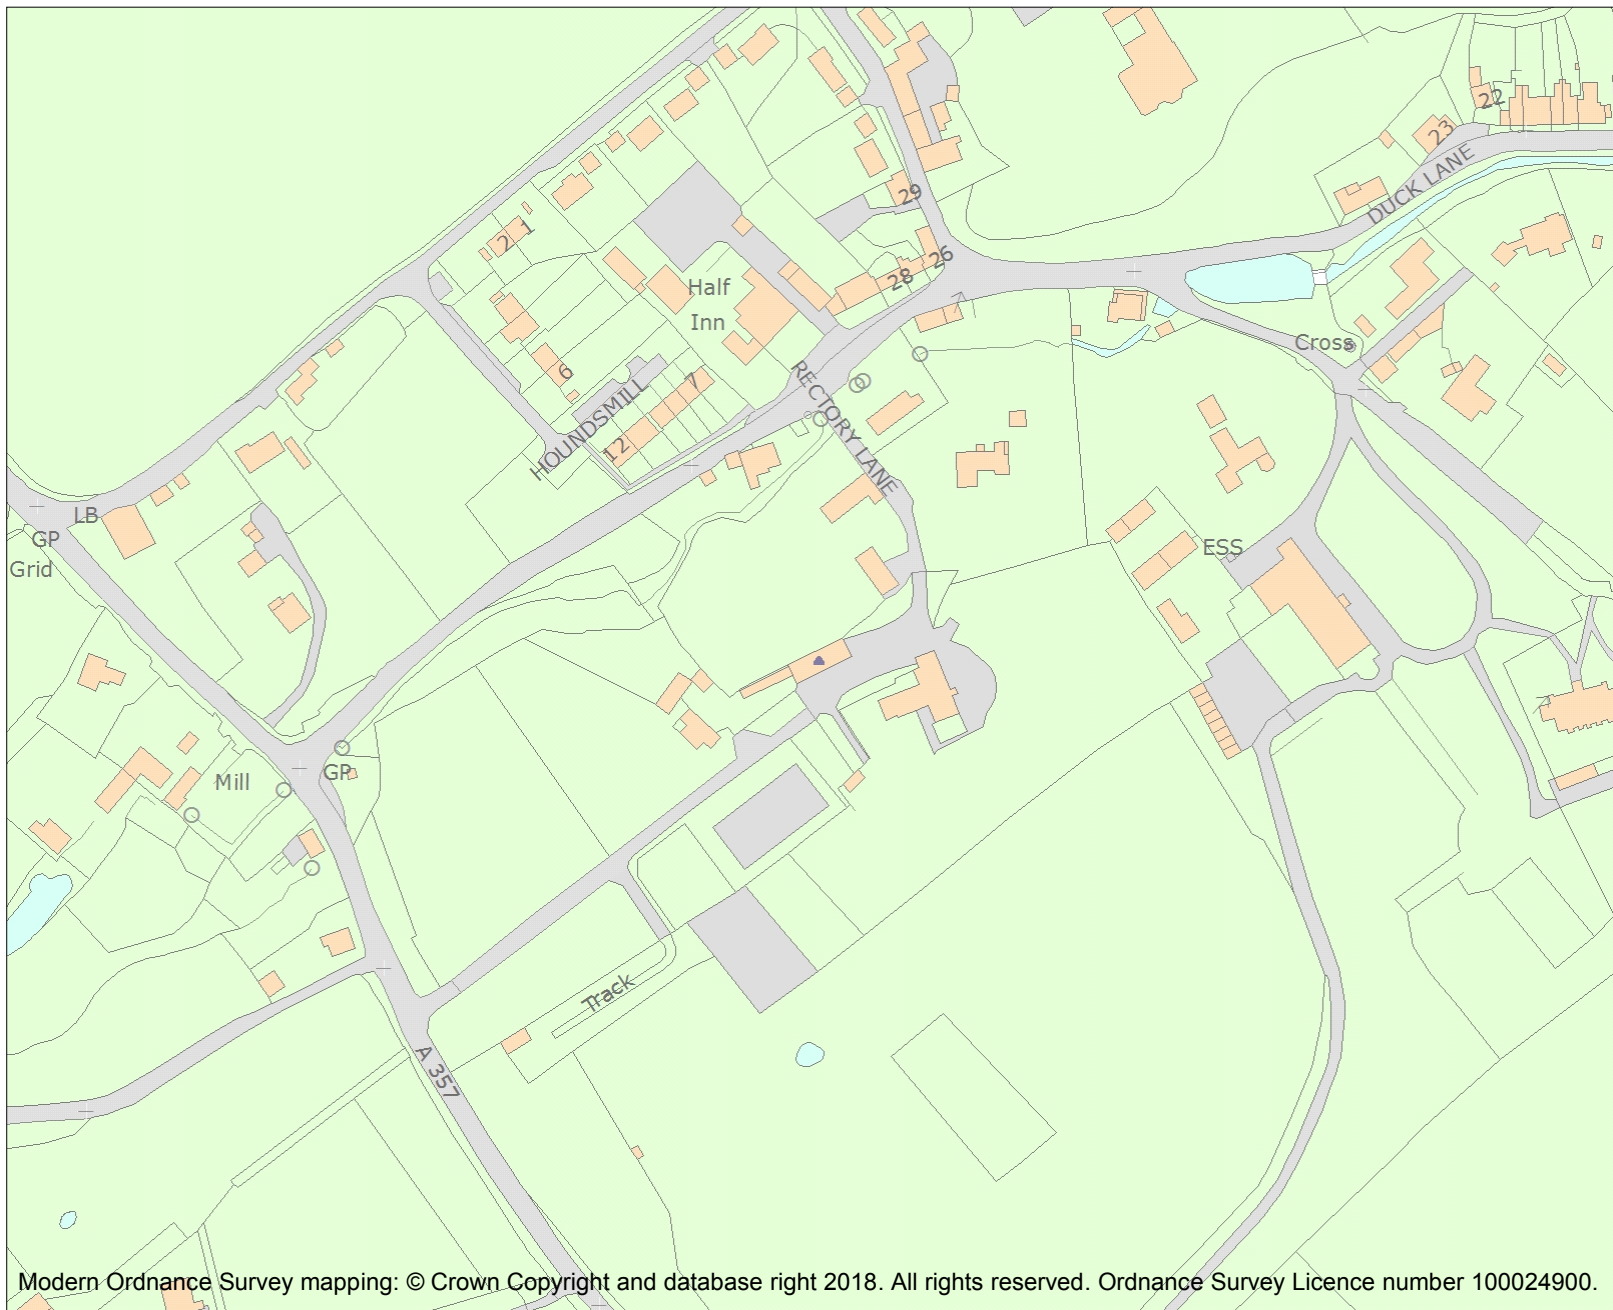 22
23
DUCK LANE
29
2 1
26
28
Half
Inn
Cross
6
7
RECTORY LANE
HOUNDSMILL
12
LB
GP
Grid
ESS
GP
Mill
Track
A 357
Modern Ordnance Survey mapping: © Crown Copyright and database right 2018. All rights reserved. Ordnance Survey Licence number 100024900.